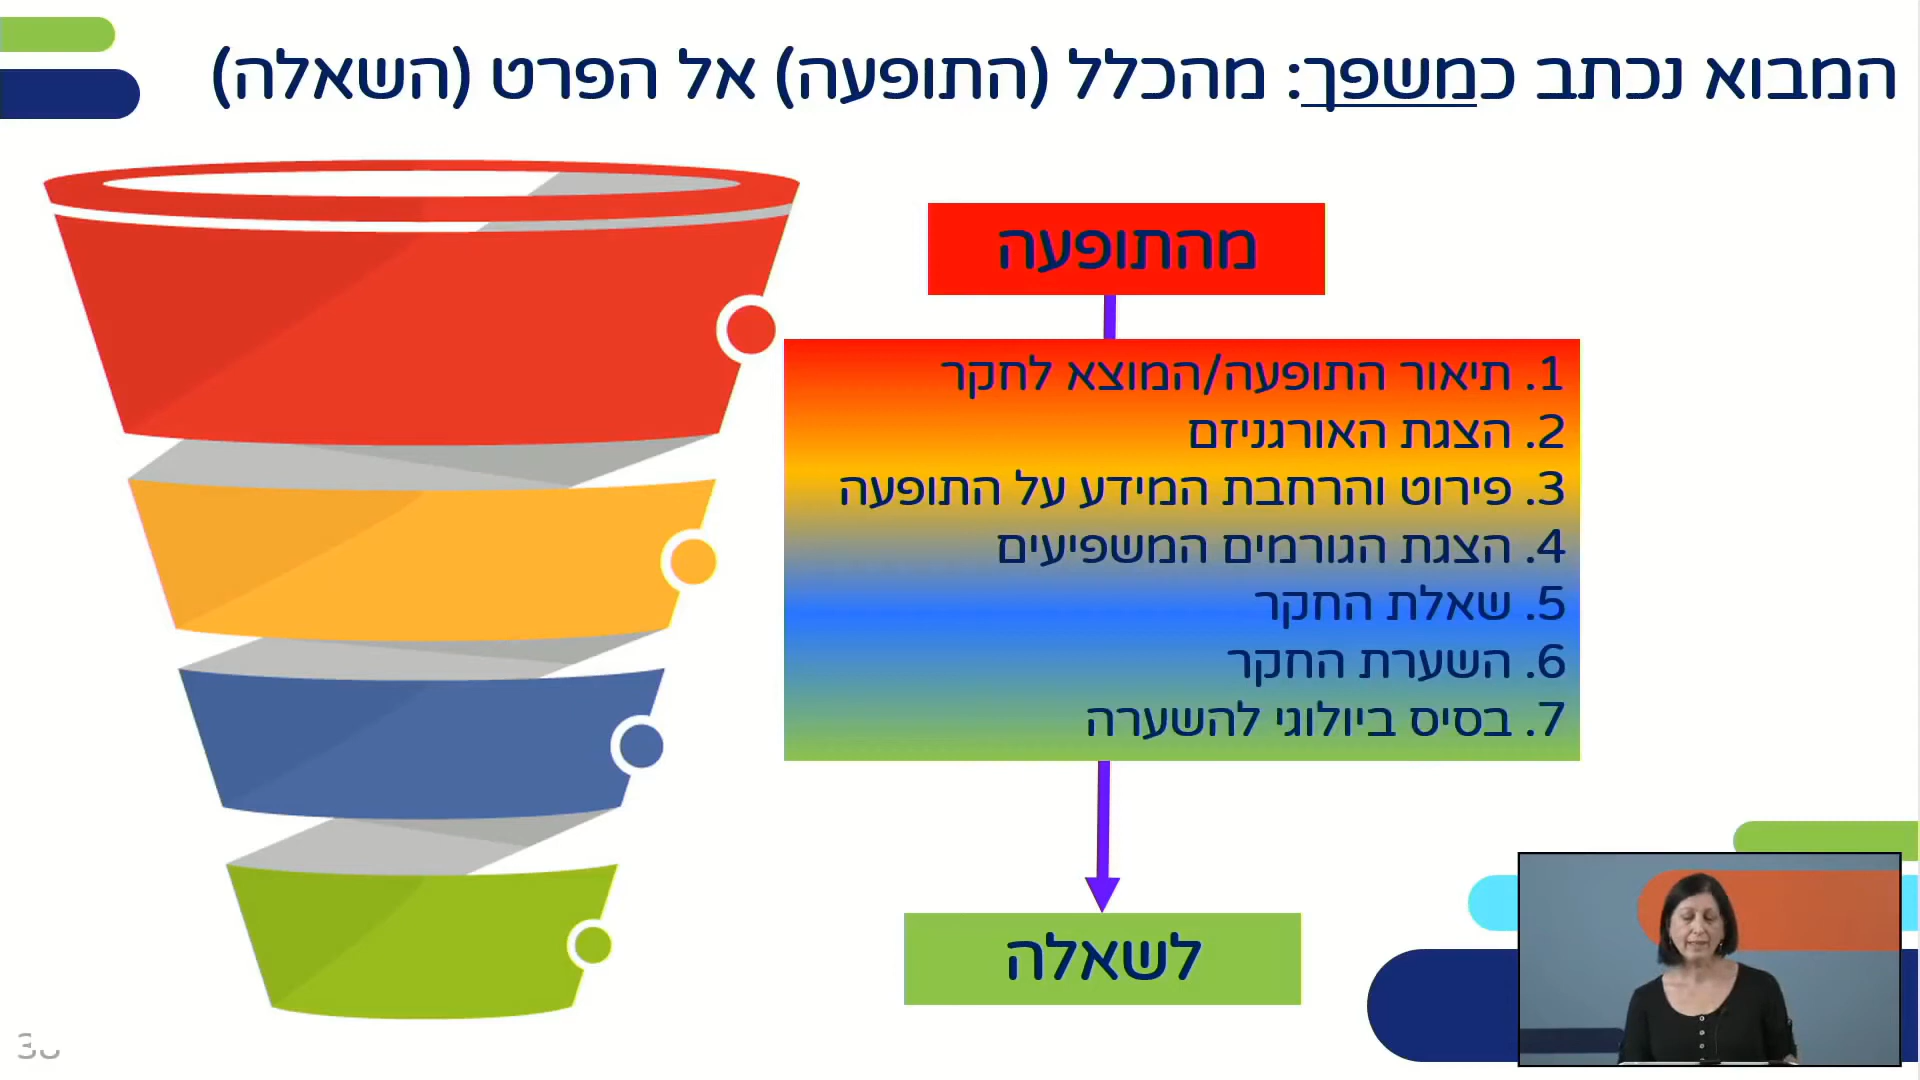 המבוא נכתב כמשפך: מהכלל (התופעה) אל הפרט (השאלה)
מהתופעה
1. תיאור התופעה/המוצא לחקר
2. הצגת האורגניזם
3. פירוט והרחבת המידע על התופעה
4. הצגת הגורמים המשפיעים
5. שאלת החקר
6. השערת החקר
7. בסיס ביולוגי להשערה
לשאלה